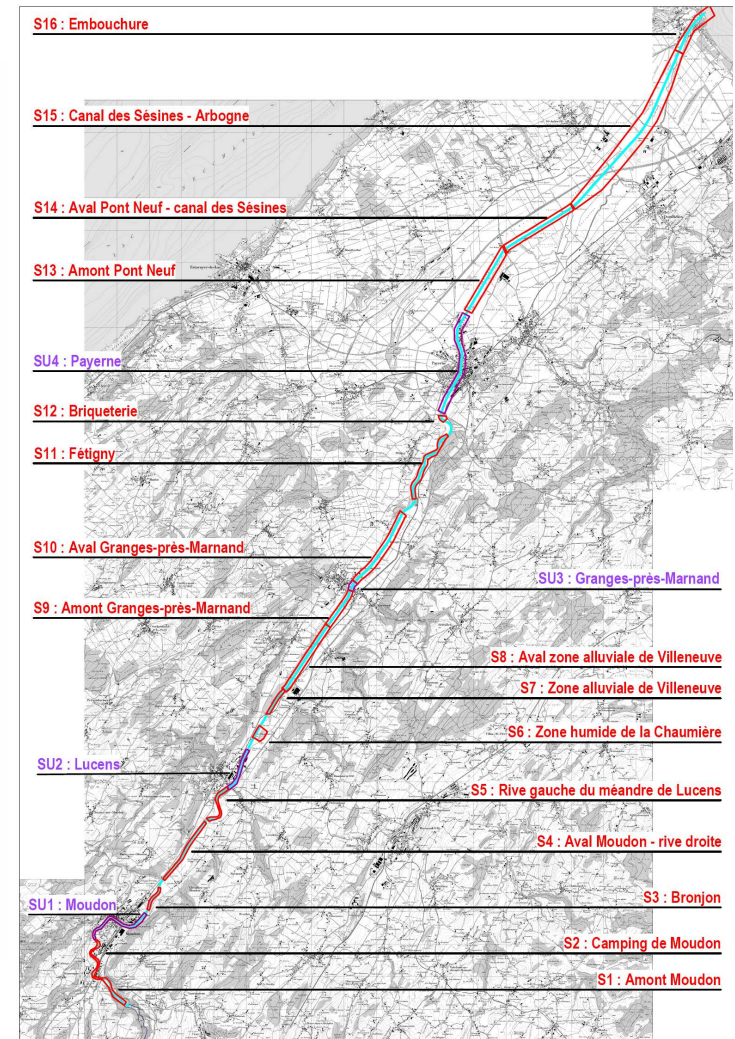 S16 : Embouchure
S15 : Canal des Sésines - Arbogne
S14 : Aval Pont Neuf - canal des Sésines
S13 : Amont Pont Neuf
SU4 : Payerne
S12 : Briqueterie
S11 : Fétigny
S10 : Aval Granges-près-Marnand
SU3 : Granges-près-Marnand
S9 : Amont Granges-près-Marnand
S8 : Aval zone alluviale de Villeneuve
S7 : Zone alluviale de Villeneuve
S6 : Zone humide de la Chaumière
SU2 : Lucens
S5 : Rive gauche du méandre de Lucens
S4 : Aval Moudon - rive droite
S3 : Bronjon
SU1 : Moudon
S2 : Camping de Moudon
S1 : Amont Moudon